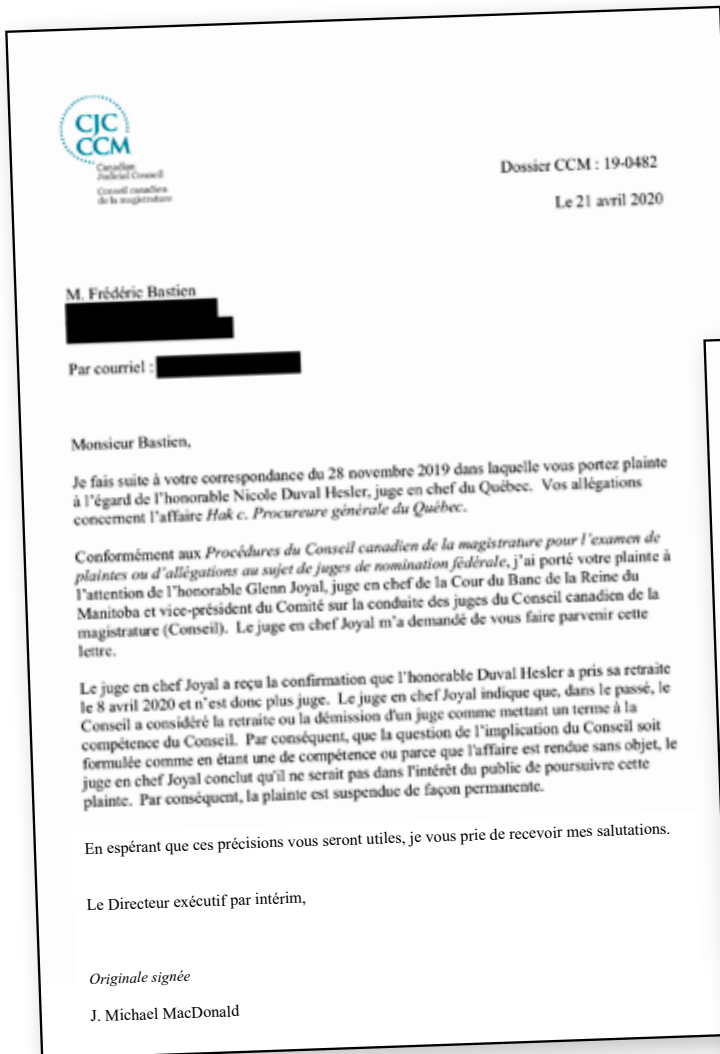 CJC
CCM
Canadian
Judicial Council
Conseil canadien
de la magistrature
Dossier CCM : 19-0482
Le 21 avril 2020
M. Frédéric Bastien
Par courriel :
Monsieur Bastien,
Je fais suite à votre correspondance du 28 novembre 2019 dans laquelle vous portez plainte
à l'égard de l'honorable Nicole Duval Hesler, juge en chef du Québec. Vos allégations
concernent l'affaire Hak c. Procureure générale du Québec.
Conformément aux Procédures du Conseil canadien de la magistrature pour l'examen de
plaintes ou d'allégations au sujet de juges de nomination fédérale, j'ai porté votre plainte à
l'attention de l'honorable Glenn Joyal, juge en chef de la Cour du Banc de la Reine du
Manitoba et vice-président du Comité sur la conduite des juges du Conseil canadien de la
magistrature (Conseil). Le juge en chef Joyal m'a demandé de vous faire parvenir cette
lettre.
Le juge en chef Joyal a reçu la confirmation que l'honorable Duval Hesler a pris sa retraite
le 8 avril 2020 et n'est donc plus juge. Le juge en chef Joyal indique que, dans le passé, le
Conseil a considéré la retraite ou la démission d'un juge comme mettant un terme à la
compétence du Conseil. Par conséquent, que la question de l'implication du Conseil soit
formulée comme en étant une de compétence ou parce que l'affaire est rendue sans objet, le
juge en chef Joyal conclut qu'il ne serait pas dans l'intérêt du public de poursuivre cette
plainte. Par conséquent, la plainte est suspendue de façon permanente.
En espérant que ces précisions vous seront utiles, je vous prie de recevoir mes salutations.
Le Directeur exécutif par intérim,
Originale signée
J. Michael MacDonald